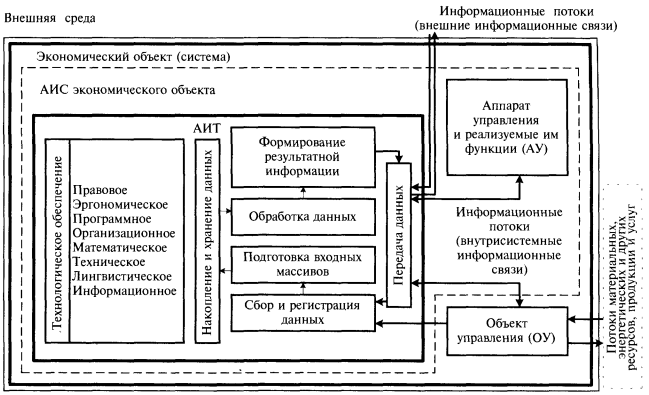 Внешняя среда
Информационные потоки
(внешние информационные связи)
Экономический объект (система)
АИС экономического объекта
АИТ
Технологическое обеспечение
Правовое
Эргономическое
Программное
Организационное
Математическое
Техническое
Лингвистическое
Информационное
Накопление и хранение данных
Формирование
результатной
информации
Обработка данных
Подготовка входных
массивов
Сбор и регистрация
данных
Передача данных
Аппарат
управления
и реализуемые им
функции (АУ)
Информационные
потоки
(внутрисистемные
информационные
связи)
Объект
управления (ОУ)
Потоки материальных,
энергетических и других
ресурсов, продукции и услуг